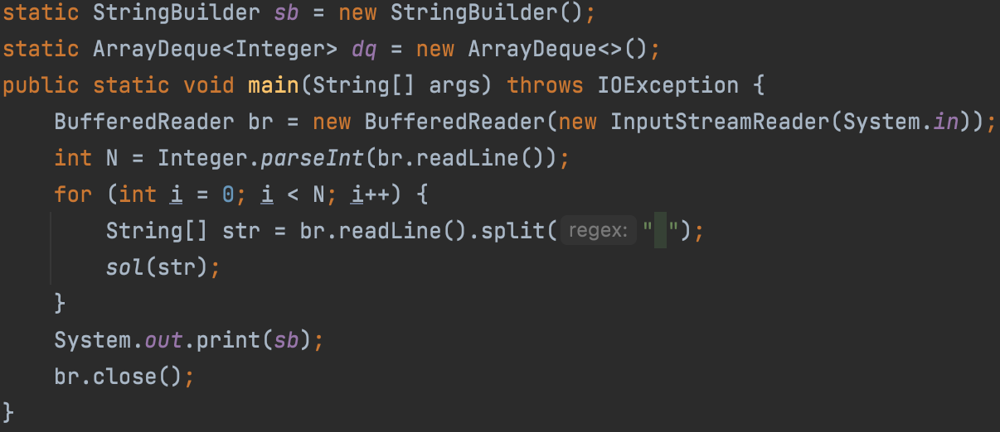 static StringBuilder sb = new StringBuilder();
static ArrayDeque<Integer> dq = new ArrayDeque<>();
public static void main(String[] args) throws IOException {
    BufferedReader br = new BufferedReader(new InputStreamReader(System.in));
    int N = Integer.parseInt(br.readLine());
    for (int i = 0; i < N; i++) {
        String[] str = br.readLine().split( regex: " ");
        sol(str);
    }
    System.out.print(sb);
    br.close();
}